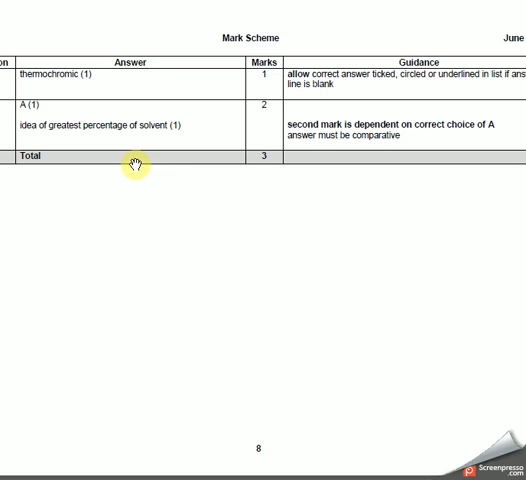 Mark Scheme June
on Answer Marks Guidance
thermochromic (1) 1 allow correct answer ticked, circled or underlined in list if ans
line is blank
A (1) 2
idea of greatest percentage of solvent (1) second mark is dependent on correct choice of A
answer must be comparative
Total 3
8
Screenpresso
.com